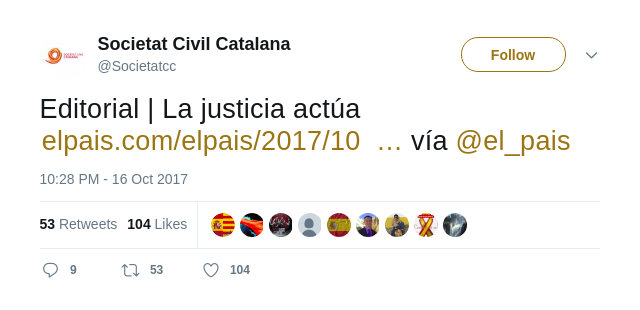 Societat Civil Catalana
@Societatcc
Follow
Editorial | La justicia actúa
elpais.com/elpais/2017/10 … vía @el_pais
10:28 PM - 16 Oct 2017
53 Retweets 104 Likes
9 53 104